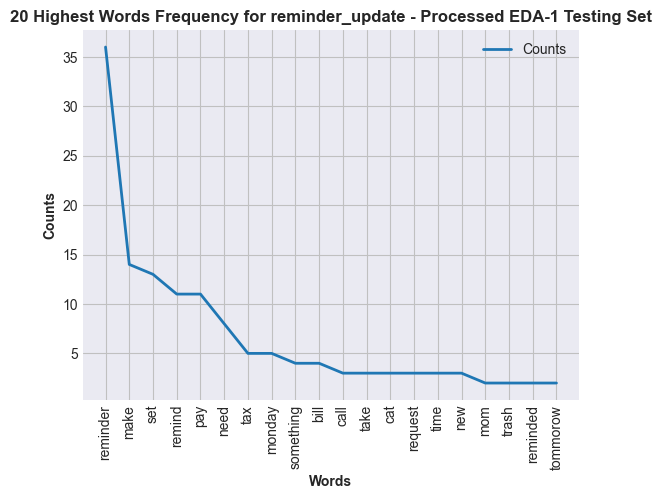 20 Highest Words Frequency for reminder_update - Processed EDA-1 Testing Set
Counts
Counts
35
30
25
20
15
10
5
reminder
make
set
remind
pay
need
tax
monday
something
bill
call
take
cat
request
time
new
mom
trash
reminded
tommorow
Words